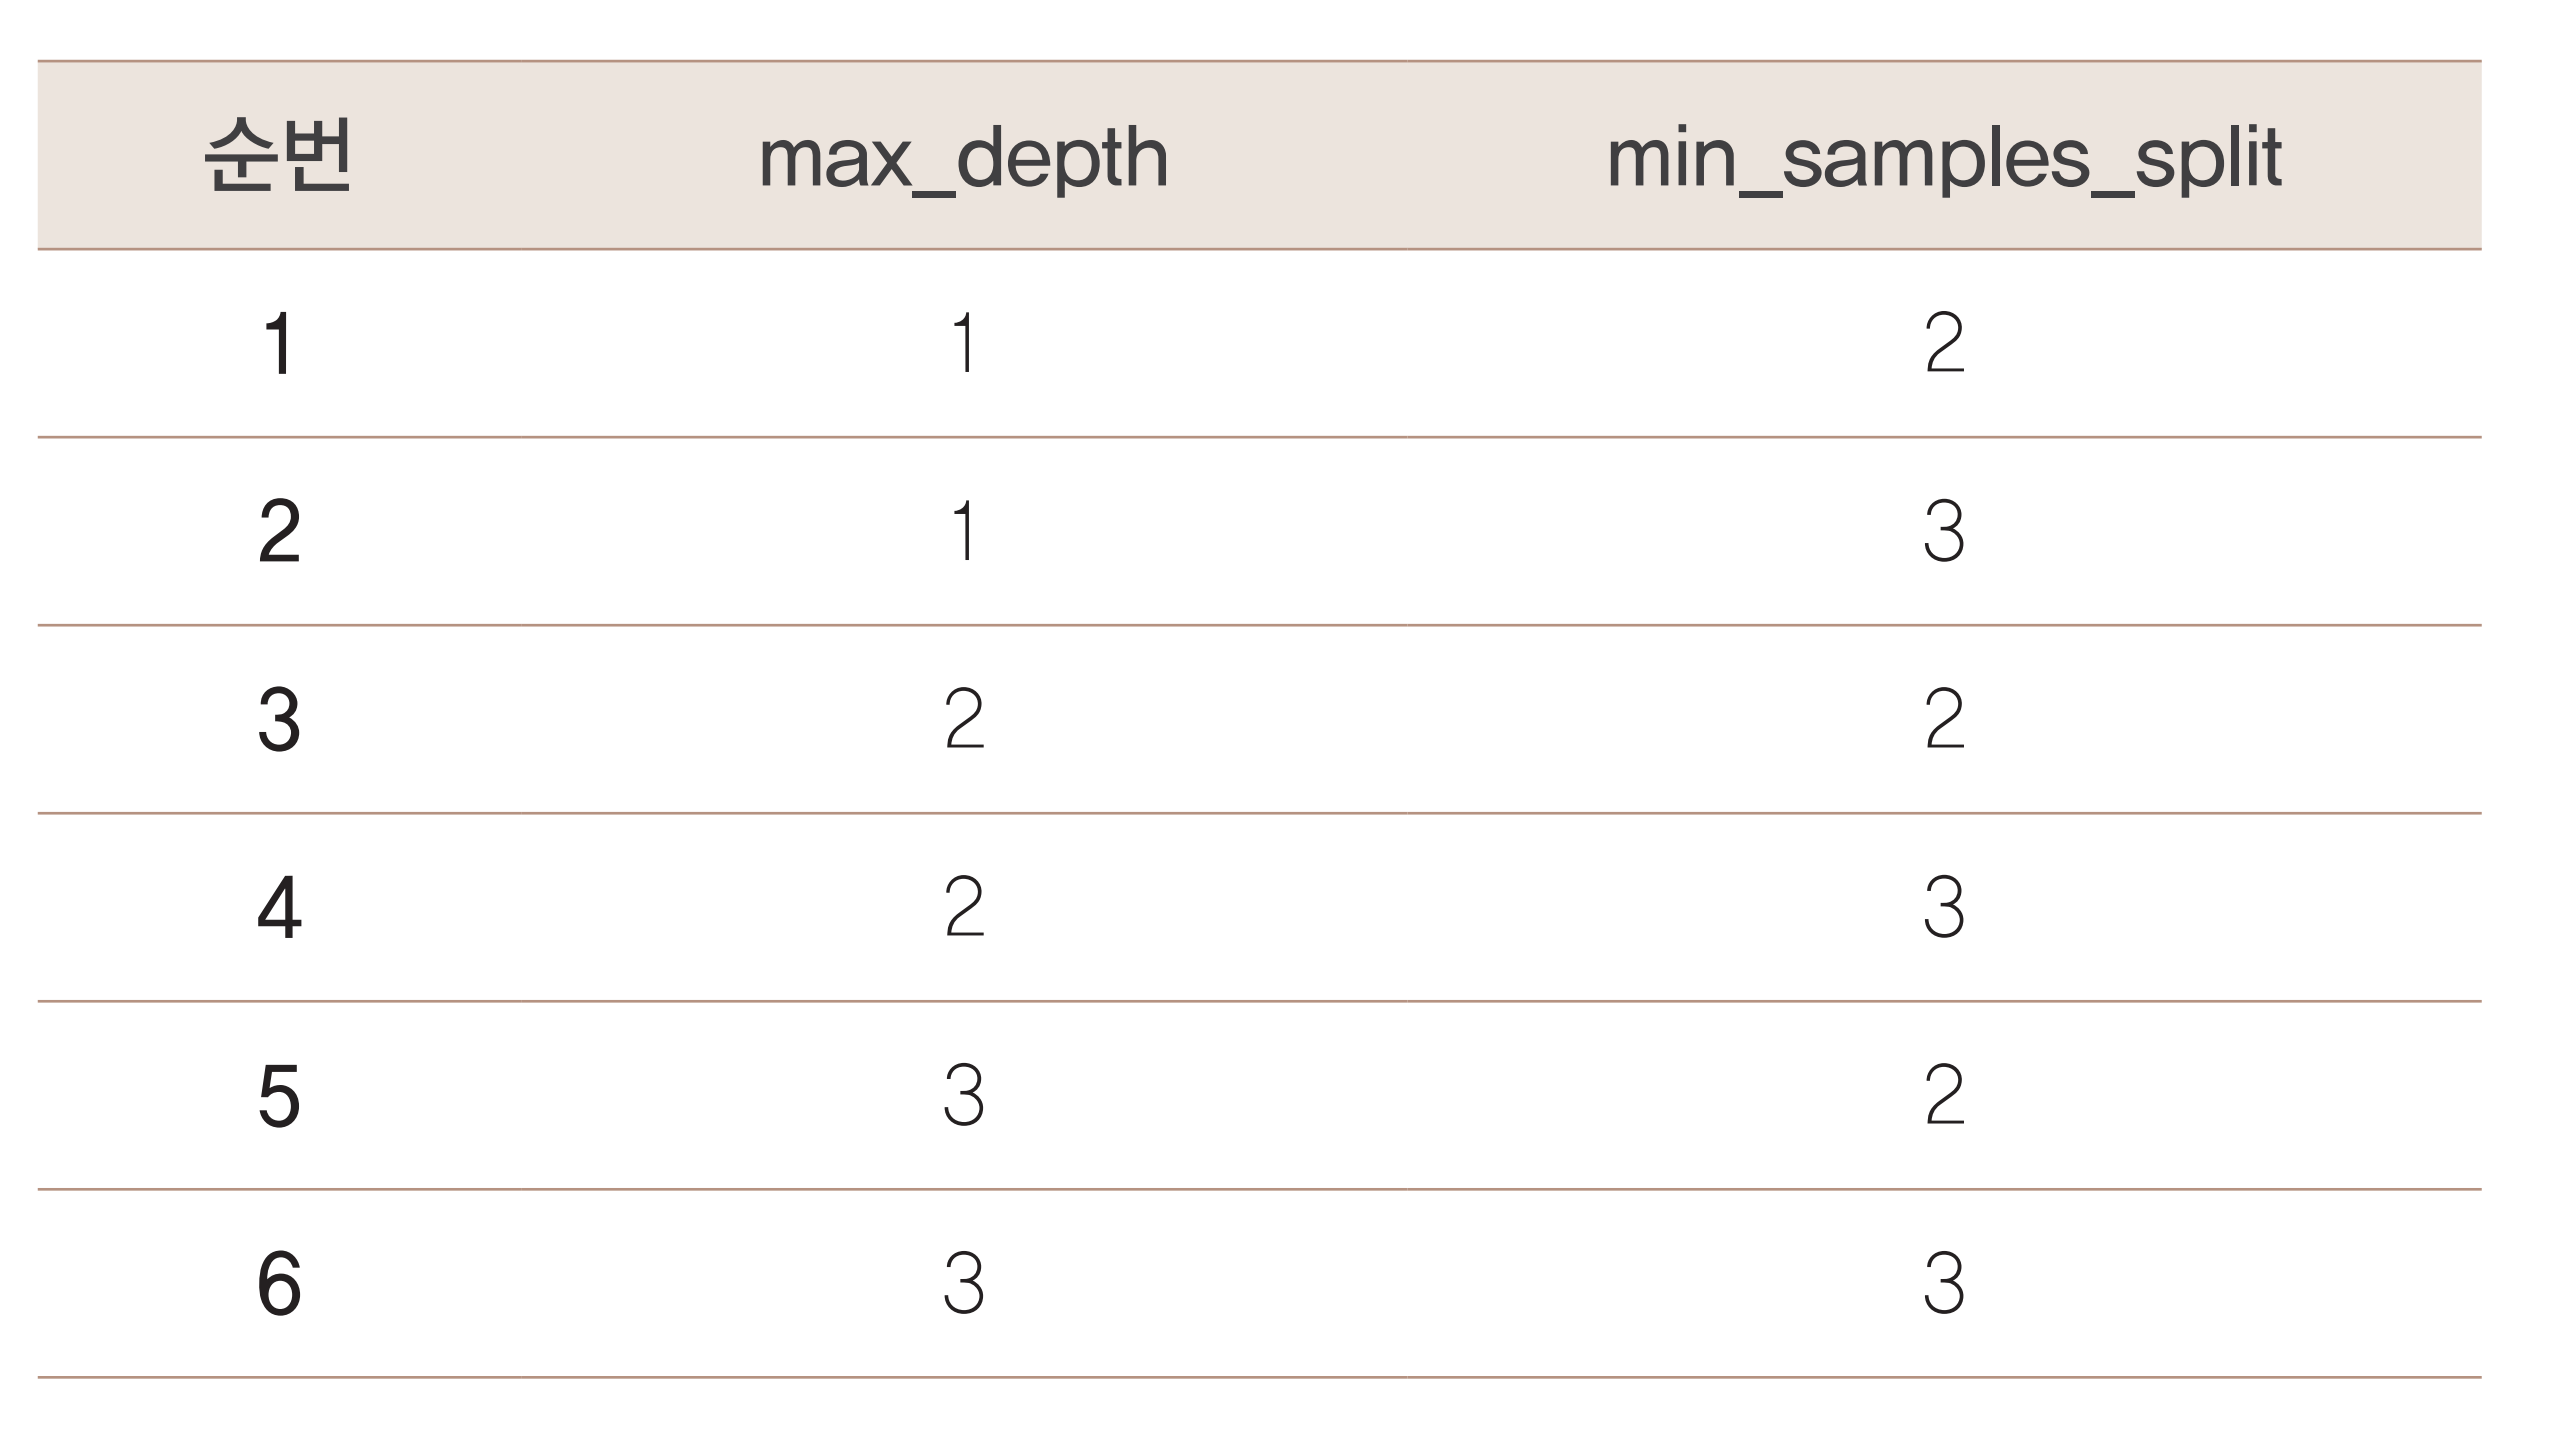 순번 max_depth min_samples_split
1 1 2
2 1 3
3 2 2
4 2 3
5 3 2
6 3 3